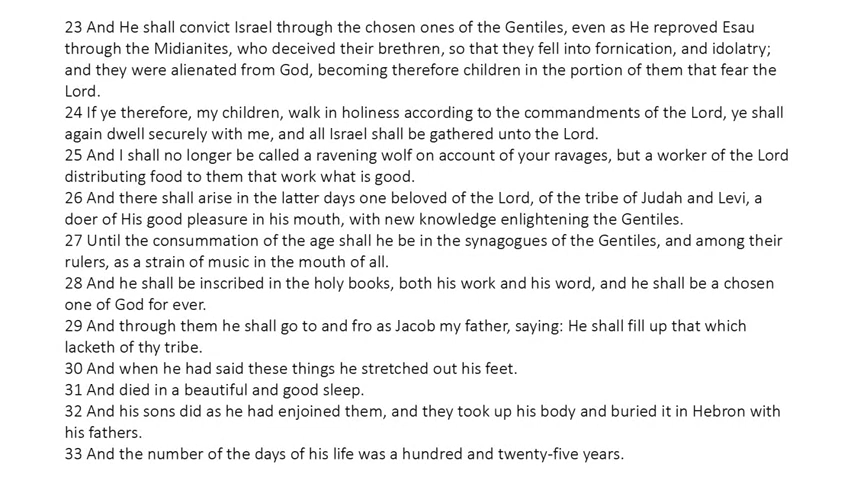 23 And He shall convict Israel through the chosen ones of the Gentiles, even as He reproved Esau
through the Midianites, who deceived their brethren, so that they fell into fornication, and idolatry;
and they were alienated from God, becoming therefore children in the portion of them that fear the
Lord.
24 If ye therefore, my children, walk in holiness according to the commandments of the Lord, ye shall
again dwell securely with me, and all Israel shall be gathered unto the Lord.
25 And I shall no longer be called a ravening wolf on account of your ravages, but a worker of the Lord
distributing food to them that work what is good.
26 And there shall arise in the latter days one beloved of the Lord, of the tribe of Judah and Levi, a
doer of His good pleasure in his mouth, with new knowledge enlightening the Gentiles.
27 Until the consummation of the age shall he be in the synagogues of the Gentiles, and among their
rulers, as a strain of music in the mouth of all.
28 And he shall be inscribed in the holy books, both his work and his word, and he shall be a chosen
one of God for ever.
29 And through them he shall go to and fro as Jacob my father, saying: He shall fill up that which
lacketh of thy tribe.
30 And when he had said these things he stretched out his feet.
31 And died in a beautiful and good sleep.
32 And his sons did as he had enjoined them, and they took up his body and buried it in Hebron with
his fathers.
33 And the number of the days of his life was a hundred and twenty-five years.